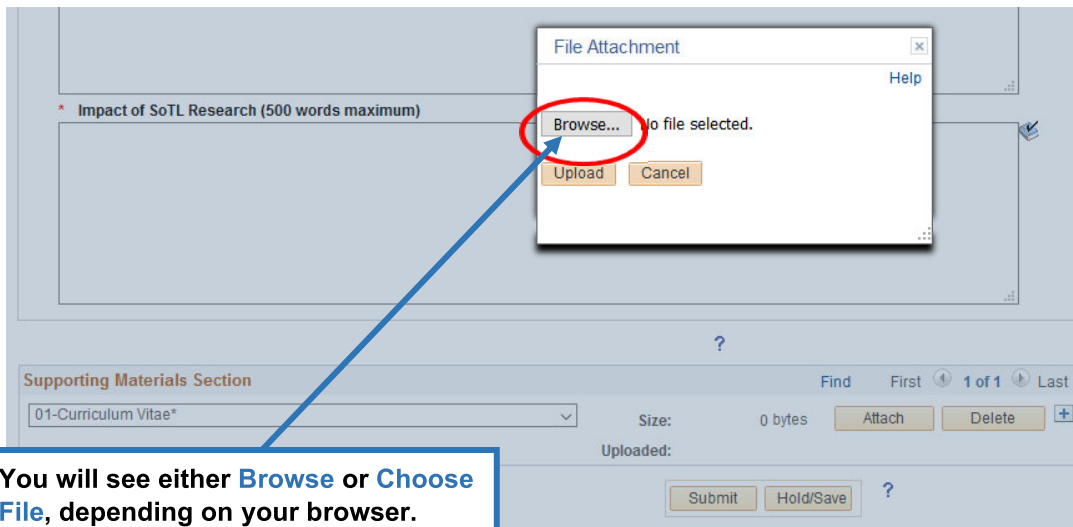 File Attachment
Help
* Impact of SoTL Research (500 words maximum)
Browse... No file selected.
Upload Cancel
?
Supporting Materials Section Find First 1 of 1 Last
01-Curriculum Vitae* Size: 0 bytes Attach Delete
Uploaded:
Submit Hold/Save ?
You will see either Browse or Choose
File, depending on your browser.